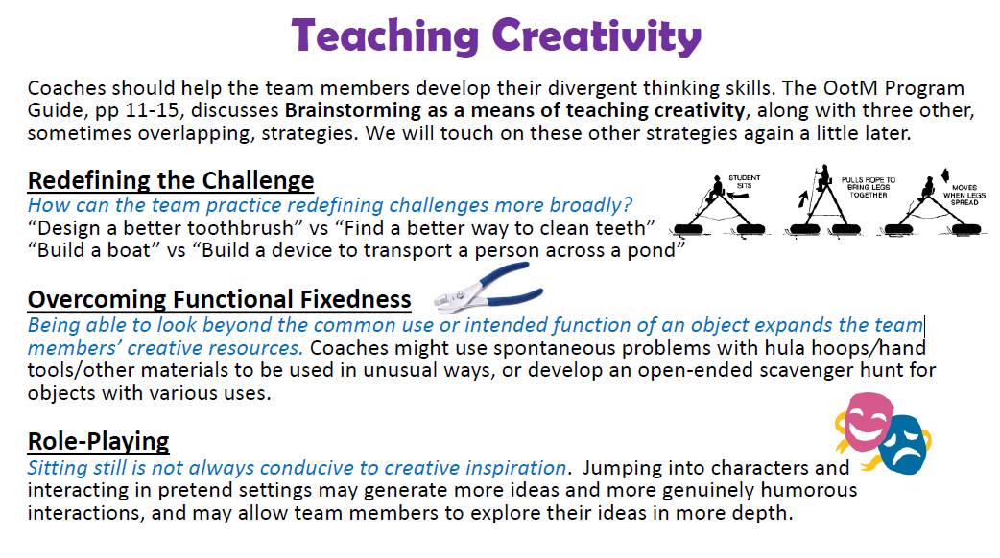 Teaching Creativity
Coaches should help the team members develop their divergent thinking skills. The OotM Program
Guide, pp 11-15, discusses Brainstorming as a means of teaching creativity, along with three other,
sometimes overlapping, strategies. We will touch on these other strategies again a little later.
Redefining the Challenge
How can the team practice redefining challenges more broadly?
“Design a better toothbrush” vs “Find a better way to clean teeth”
“Build a boat” vs “Build a device to transport a person across a pond”
STUDENT
SITS
PULLS ROPE TO
BRING LEGS
TOGETHER
MOVES
WHEN LEGS
SPREAD
Overcoming Functional Fixedness
Being able to look beyond the common use or intended function of an object expands the team
members’ creative resources. Coaches might use spontaneous problems with hula hoops/hand
tools/other materials to be used in unusual ways, or develop an open-ended scavenger hunt for
objects with various uses.
Role-Playing
Sitting still is not always conducive to creative inspiration. Jumping into characters and
interacting in pretend settings may generate more ideas and more genuinely humorous
interactions, and may allow team members to explore their ideas in more depth.